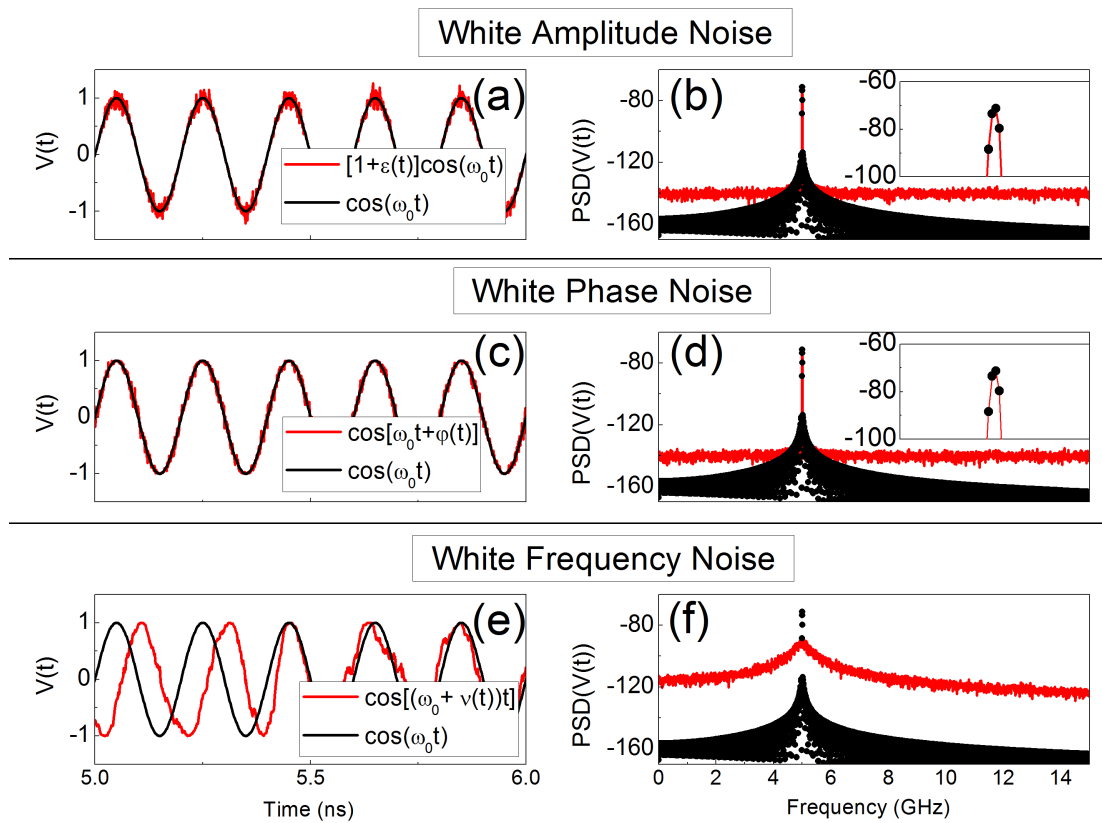 White Amplitude Noise
(a)
V(t)
1
0
-1
[1+ε(t)]cos(ω₀t)
cos(ω₀t)
(b)
PSD(V(t))
-80
-120
-160
-60
-80
-100
White Phase Noise
(c)
V(t)
1
0
-1
cos[ω₀t+φ(t)]
cos(ω₀t)
(d)
PSD(V(t))
-80
-120
-160
-60
-80
-100
White Frequency Noise
(e)
V(t)
1
0
-1
cos[(ω₀+ ν(t))t]
cos(ω₀t)
5.0 5.5 6.0
Time (ns)
(f)
PSD(V(t))
-80
-120
-160
0 2 4 6 8 10 12 14
Frequency (GHz)